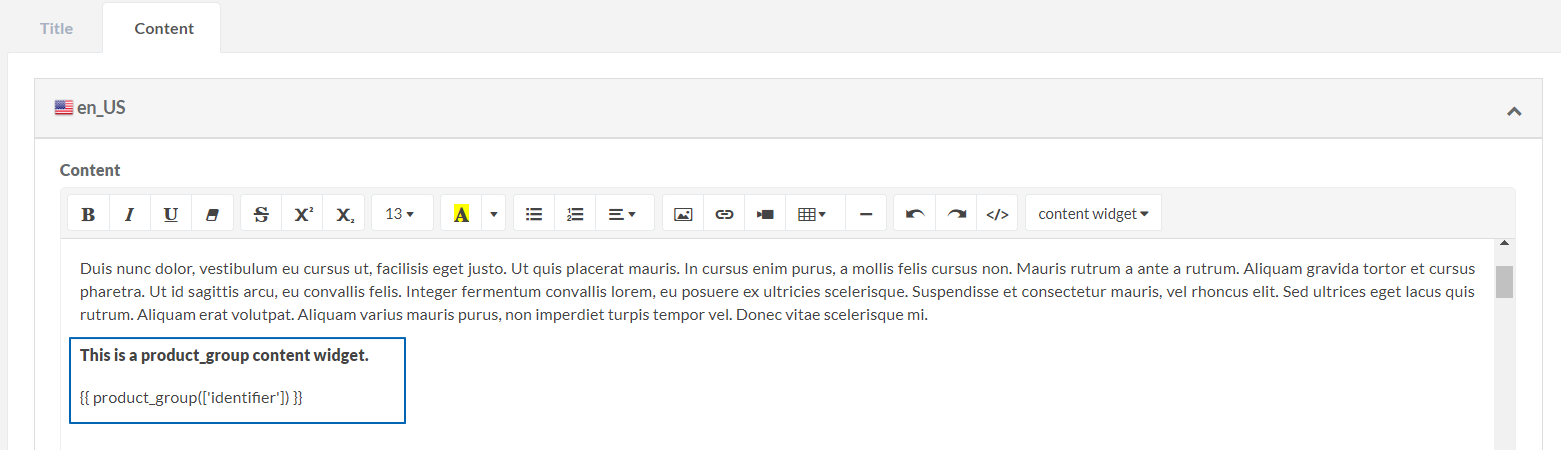 Title Content
en_US
Content
B I U S X² X₂ 13 A </> content widget
Duis nunc dolor, vestibulum eu cursus ut, facilisis eget justo. Ut quis placerat mauris. In cursus enim purus, a mollis felis cursus non. Mauris rutrum a ante a rutrum. Aliquam gravida tortor et cursus
pharetra. Ut id sagittis arcu, eu convallis felis. Integer fermentum convallis lorem, eu posuere ex ultricies scelerisque. Suspendisse et consectetur mauris, vel rhoncus elit. Sed ultrices eget lacus quis
rutrum. Aliquam erat volutpat. Aliquam varius mauris purus, non imperdiet turpis tempor vel. Donec vitae scelerisque mi.
This is a product_group content widget.
{{ product_group(['identifier']) }}